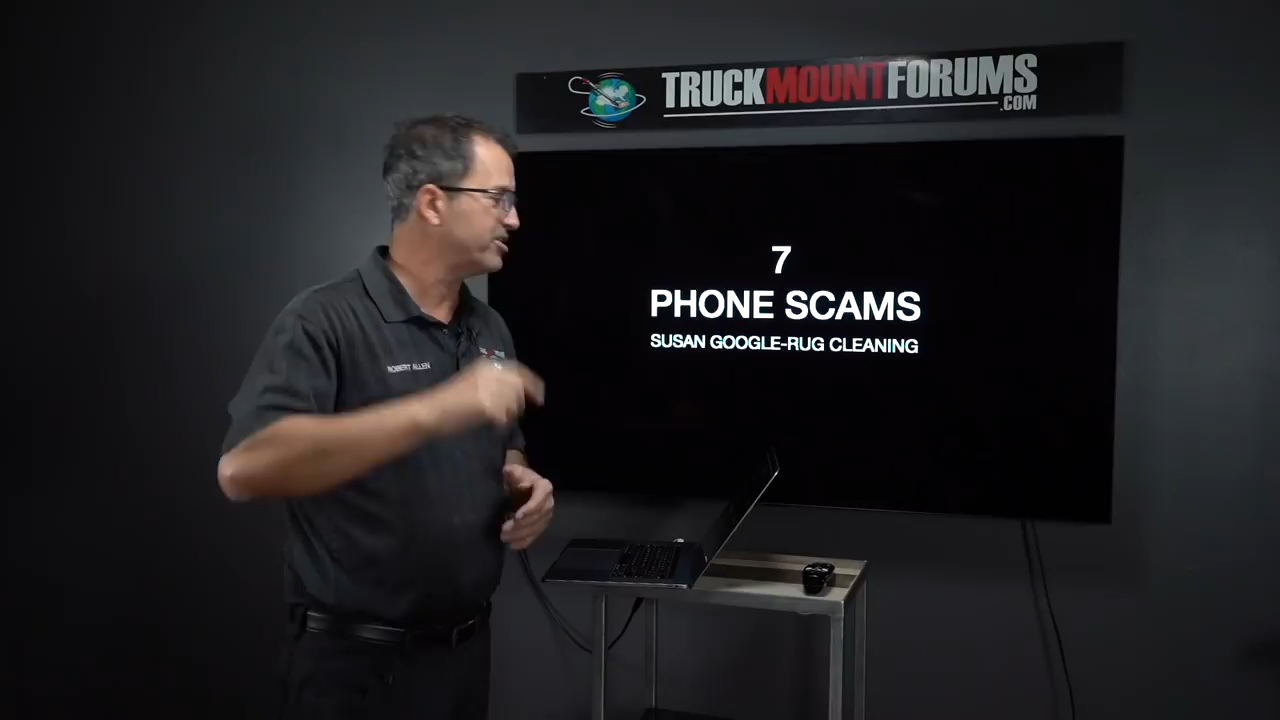 TRUCKMOUNTFORUMS
.COM
7
PHONE SCAMS
SUSAN GOOGLE-RUG CLEANING
ROBERT ALLEN